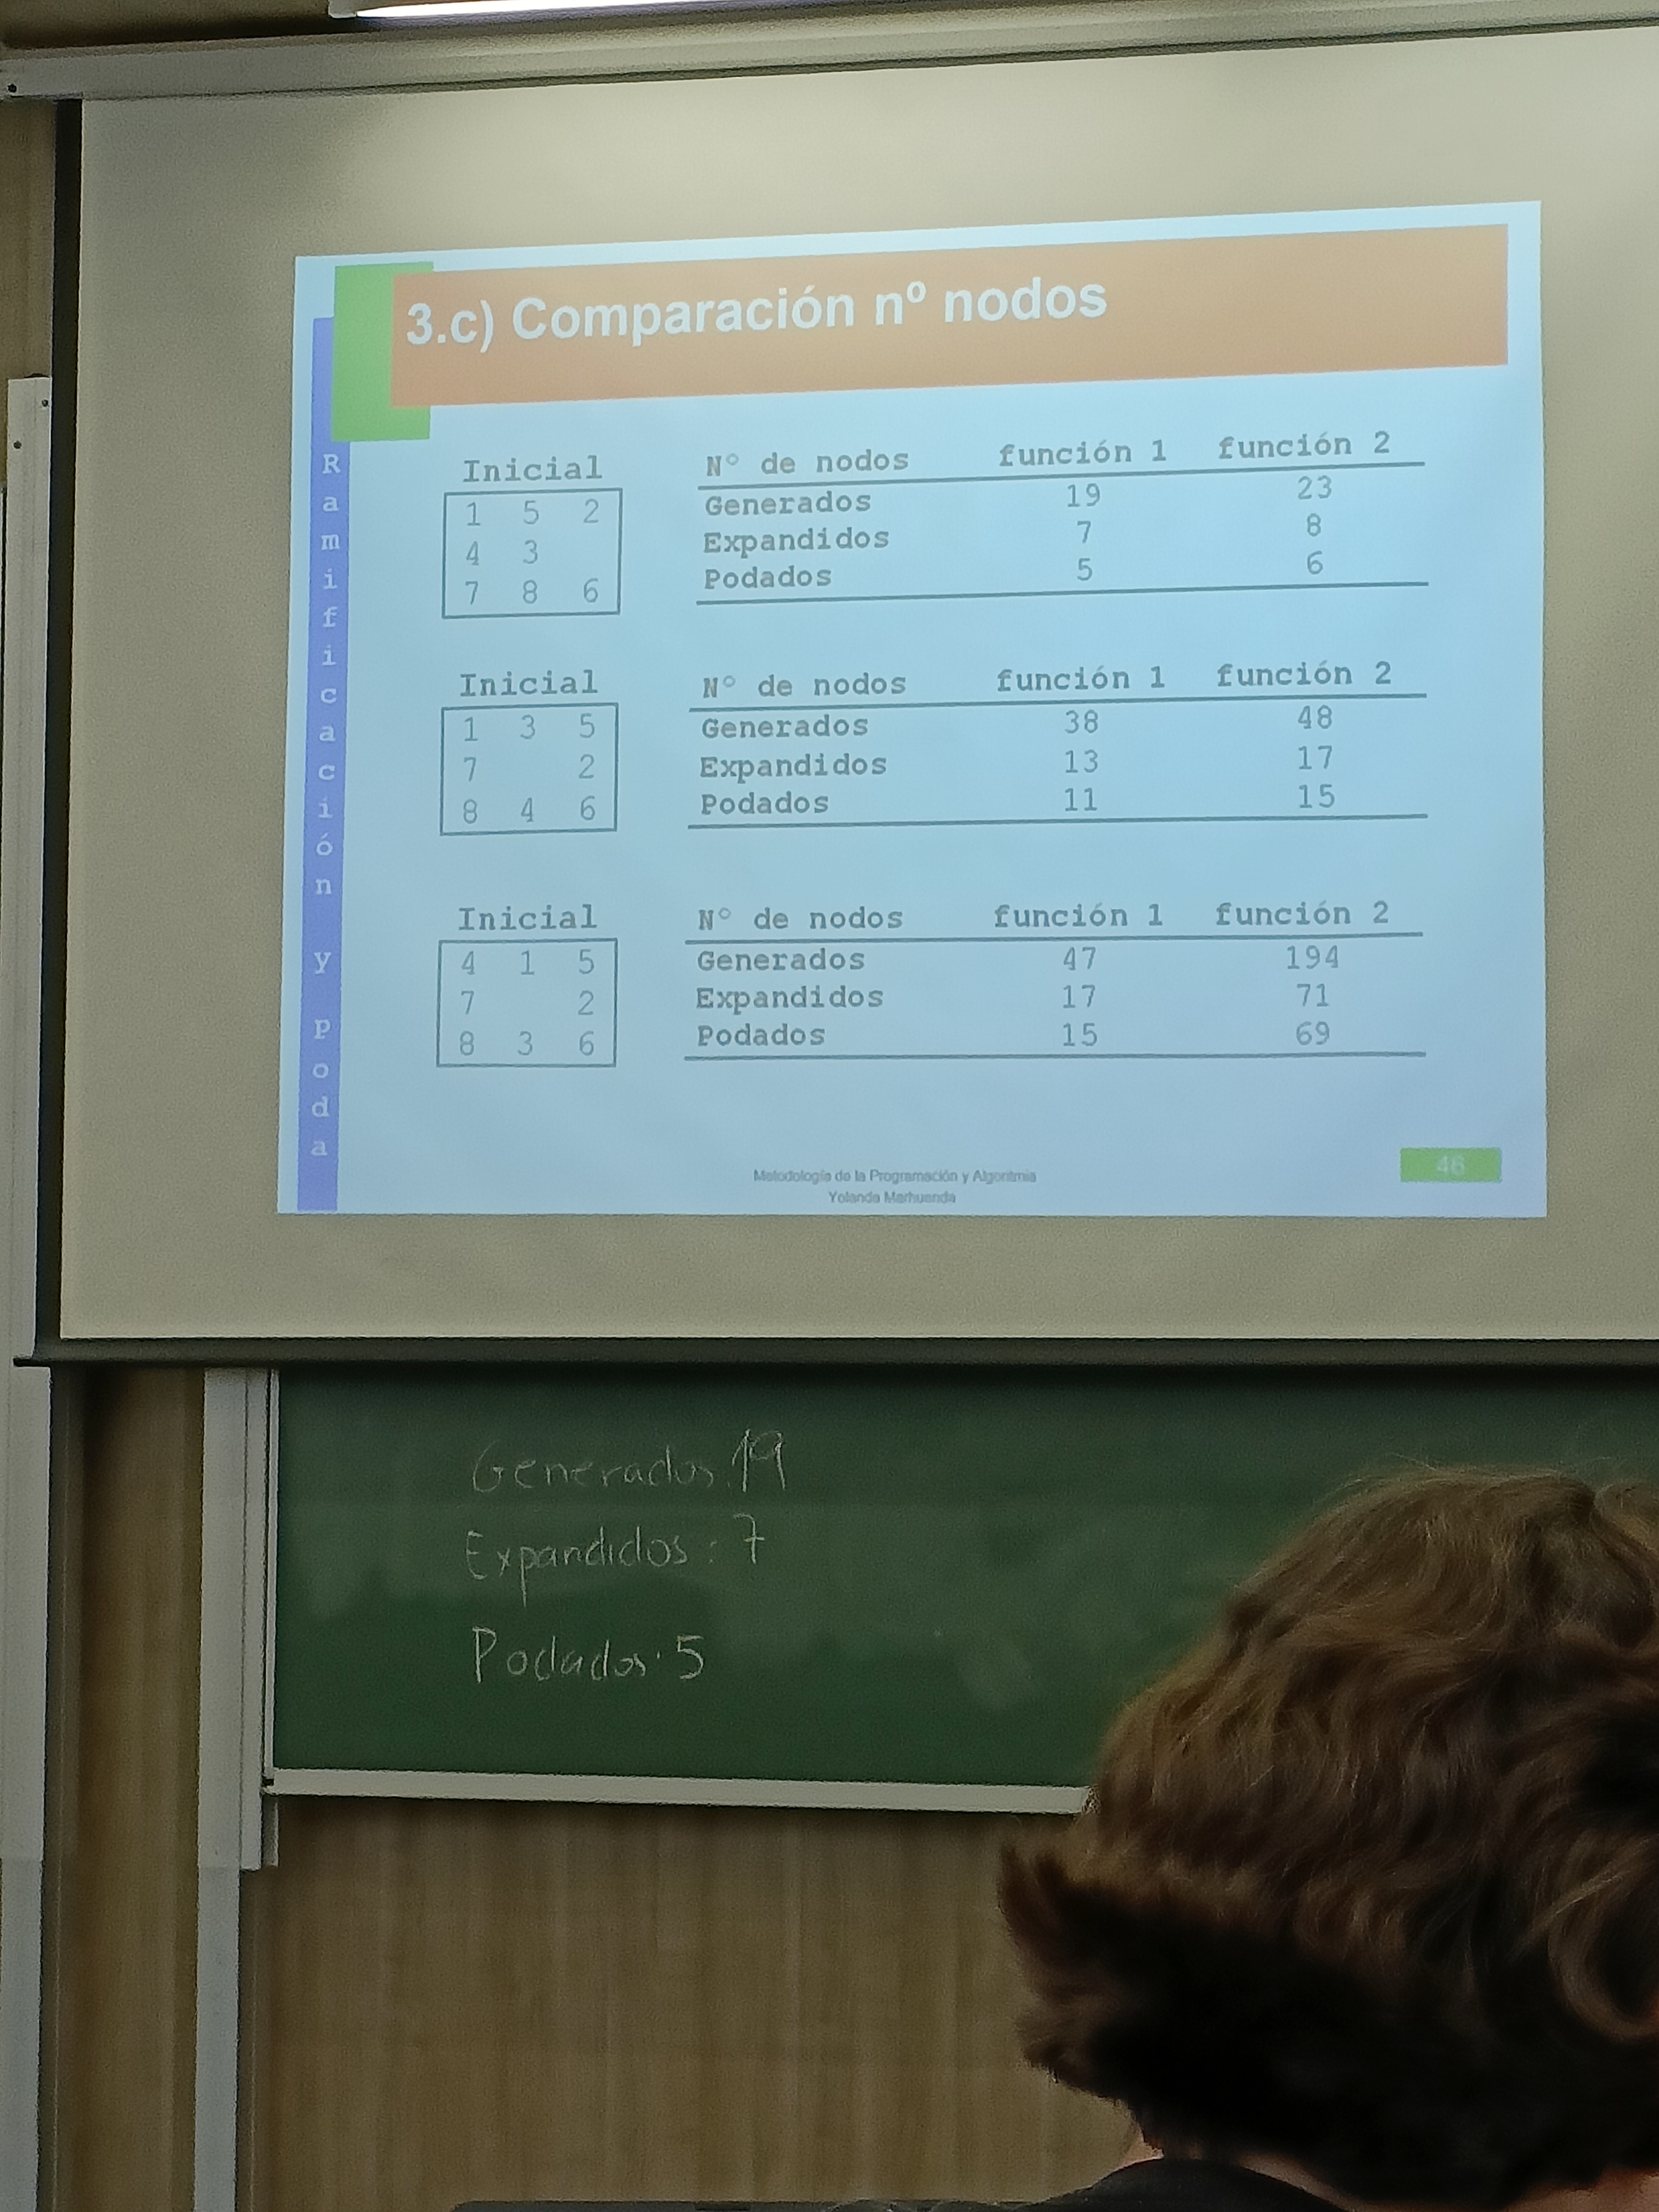 3.c) Comparación nº nodos
Ramificación y poda
Inicial
1 5 2
4 3
7 8 6
Nº de nodos función 1 función 2
Generados 19 23
Expandidos 7 8
Podados 5 6
Inicial
1 3 5
7 2
8 4 6
Nº de nodos función 1 función 2
Generados 38 48
Expandidos 13 17
Podados 11 15
Inicial
4 1 5
7 2
8 3 6
Nº de nodos función 1 función 2
Generados 47 194
Expandidos 17 71
Podados 15 69
Metodología de la Programación y Algoritmia
Yolanda Marhuenda
46
Generados: 19
Expandidos: 7
Podados: 5